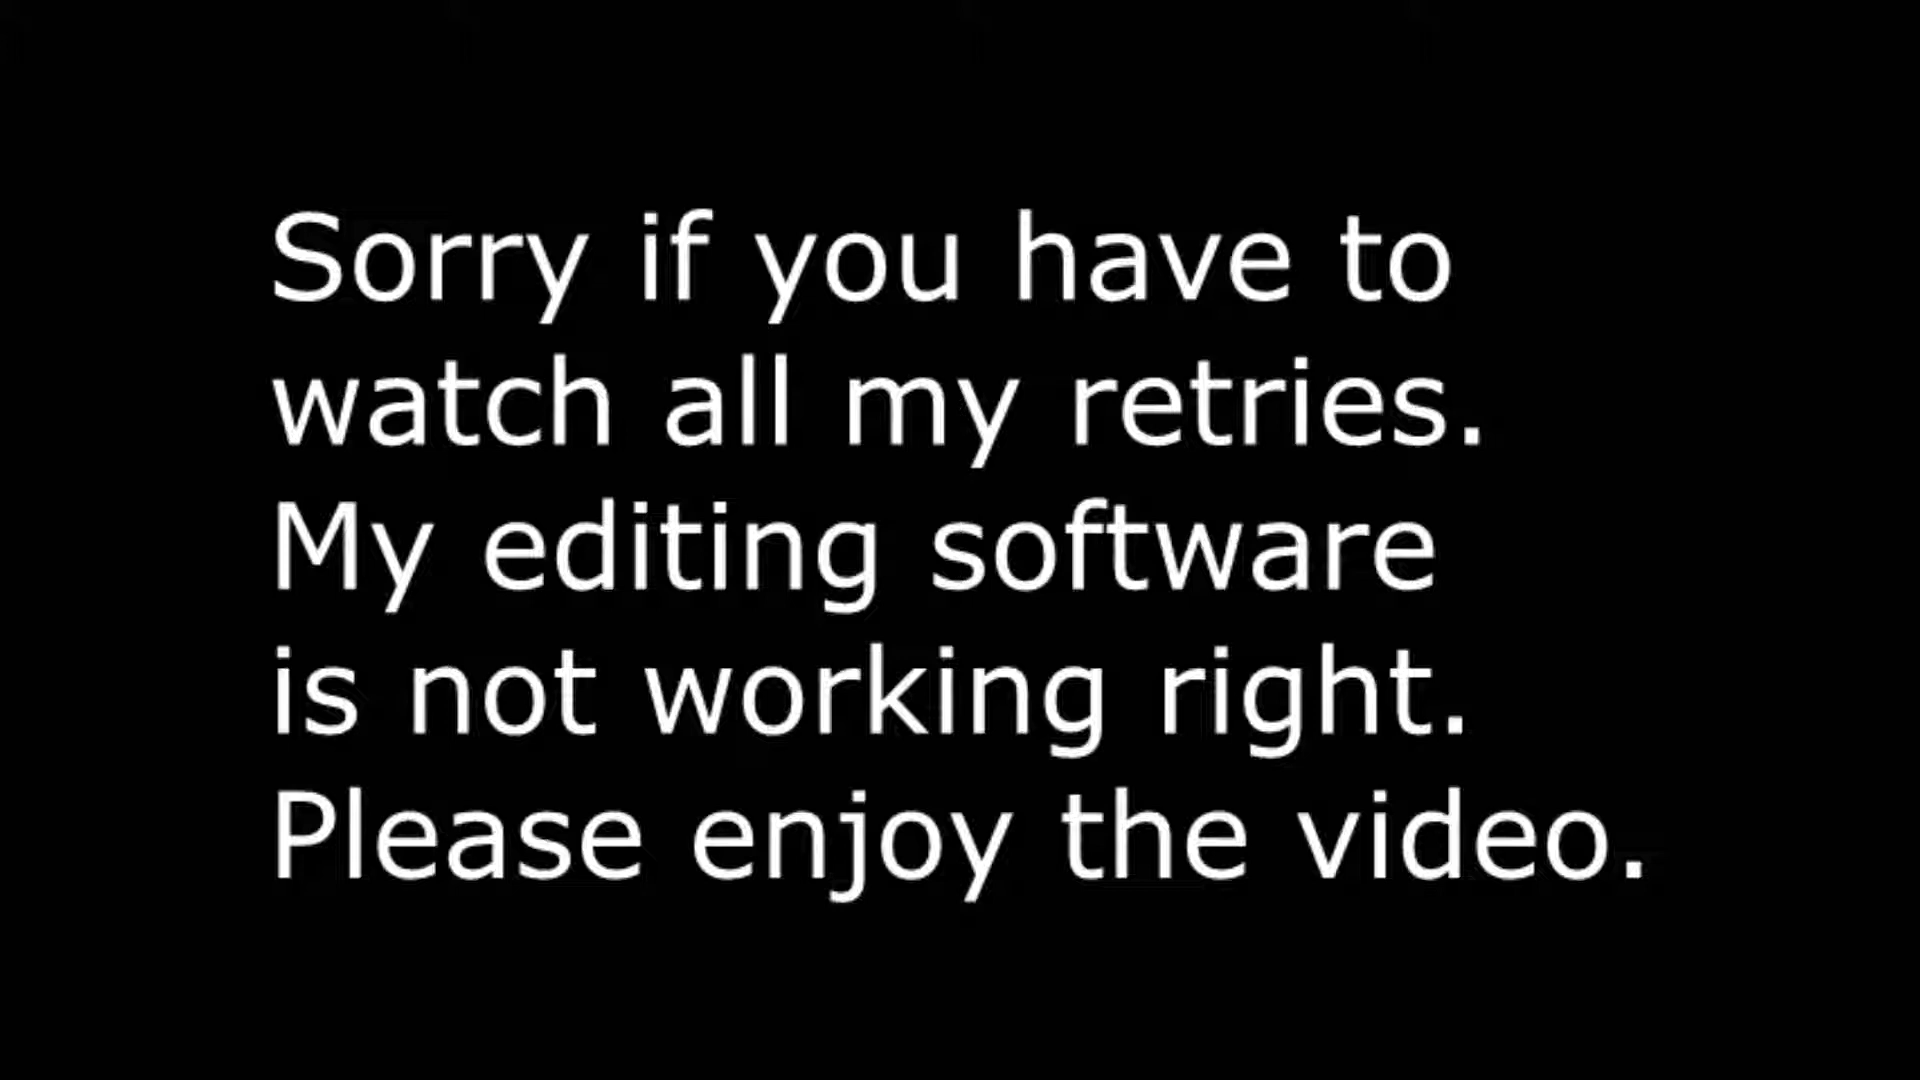 Sorry if you have to
watch all my retries.
My editing software
is not working right.
Please enjoy the video.